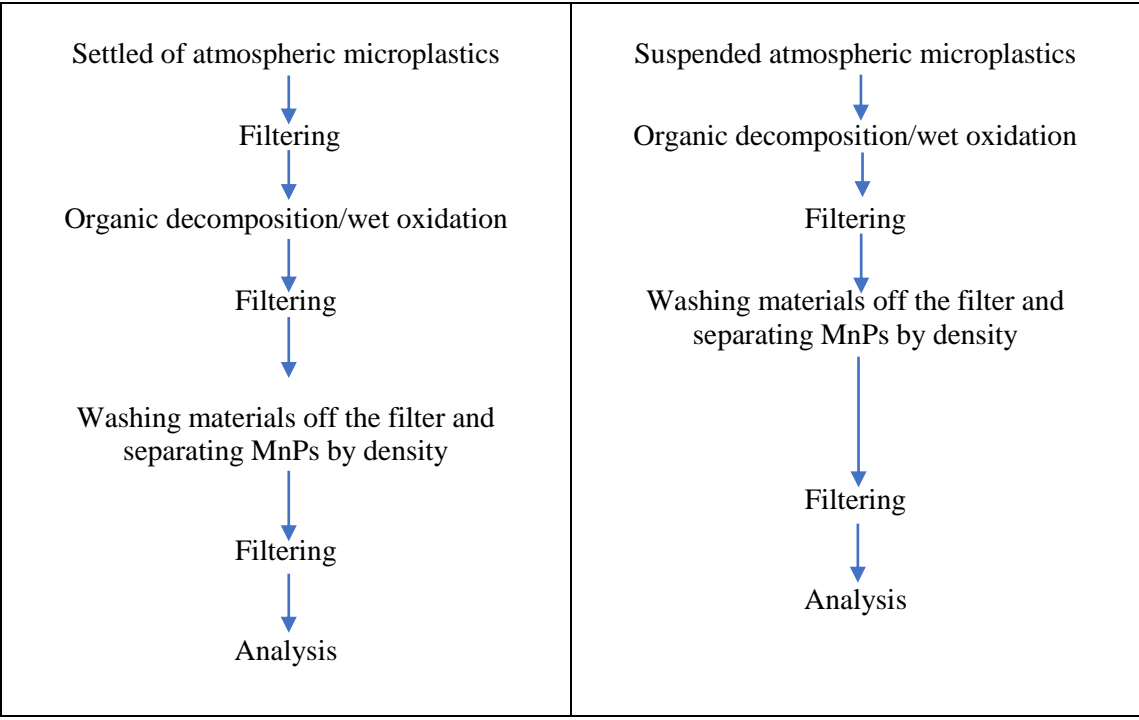 Settled of atmospheric microplastics
Filtering
Organic decomposition/wet oxidation
Filtering
Washing materials off the filter and
separating MnPs by density
Filtering
Analysis
Suspended atmospheric microplastics
Organic decomposition/wet oxidation
Filtering
Washing materials off the filter and
separating MnPs by density
Filtering
Analysis